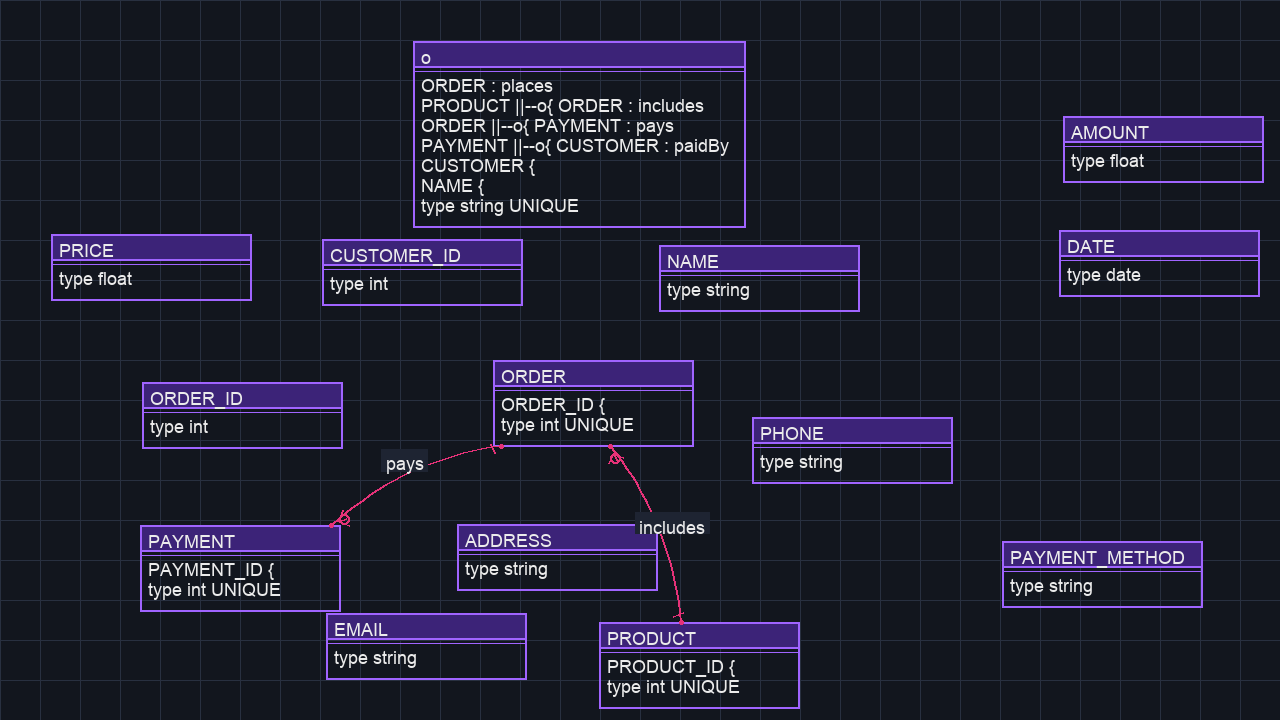 o
ORDER : places
PRODUCT ||--o{ ORDER : includes
ORDER ||--o{ PAYMENT : pays
PAYMENT ||--o{ CUSTOMER : paidBy
CUSTOMER {
NAME {
type string UNIQUE
AMOUNT
type float
PRICE
type float
CUSTOMER_ID
type int
NAME
type string
DATE
type date
ORDER_ID
type int
ORDER
ORDER_ID {
type int UNIQUE
PHONE
type string
pays
includes
PAYMENT
PAYMENT_ID {
type int UNIQUE
ADDRESS
type string
PAYMENT_METHOD
type string
EMAIL
type string
PRODUCT
PRODUCT_ID {
type int UNIQUE